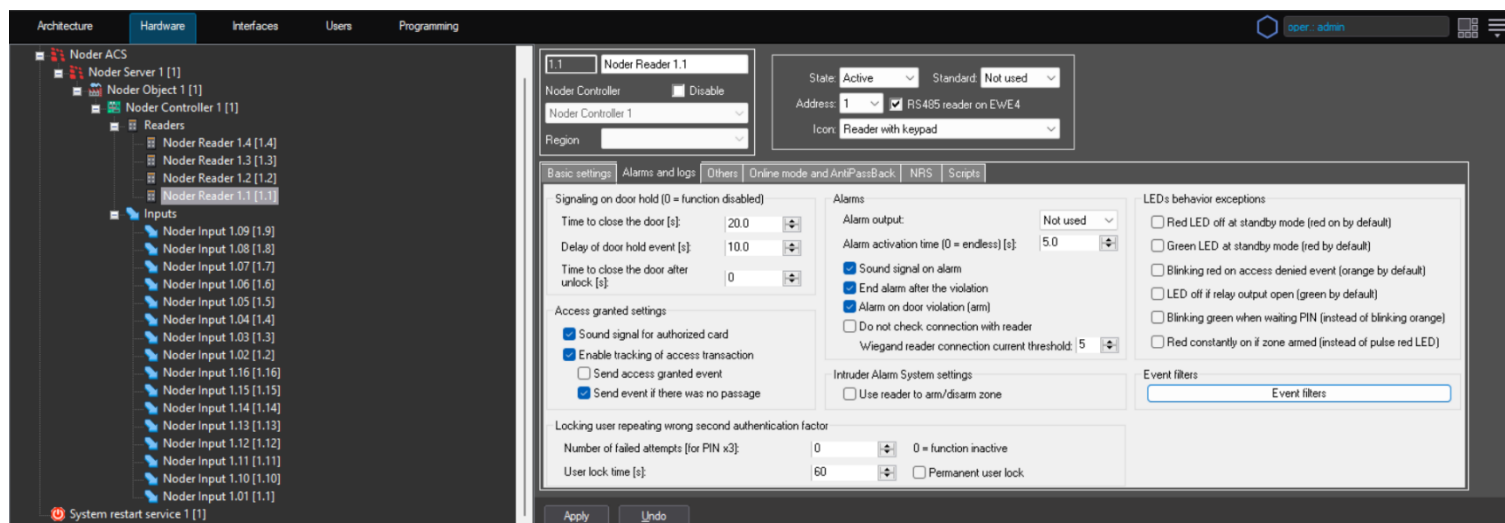 Architecture Hardware Interfaces Users Programming oper.: admin
Noder ACS
Noder Server 1 [1]
Noder Object 1 [1]
Noder Controller 1 [1]
Readers
Noder Reader 1.4 [1.4]
Noder Reader 1.3 [1.3]
Noder Reader 1.2 [1.2]
Noder Reader 1.1 [1.1]
Inputs
Noder Input 1.09 [1.9]
Noder Input 1.08 [1.8]
Noder Input 1.07 [1.7]
Noder Input 1.06 [1.6]
Noder Input 1.05 [1.5]
Noder Input 1.04 [1.4]
Noder Input 1.03 [1.3]
Noder Input 1.02 [1.2]
Noder Input 1.16 [1.16]
Noder Input 1.15 [1.15]
Noder Input 1.14 [1.14]
Noder Input 1.13 [1.13]
Noder Input 1.12 [1.12]
Noder Input 1.11 [1.11]
Noder Input 1.10 [1.10]
Noder Input 1.01 [1.1]
System restart service 1 [1]
1.1 Noder Reader 1.1
Noder Controller Disable
Noder Controller 1
Region
State: Active Standard: Not used
Address: 1 RS485 reader on EWE4
Icon: Reader with keypad
Basic settings Alarms and logs Others Online mode and AntiPassBack NRS Scripts
Signaling on door hold (0 = function disabled)
Time to close the door [s]: 20.0
Delay of door hold event [s]: 10.0
Time to close the door after
unlock [s]: 0
Access granted settings
Sound signal for authorized card
Enable tracking of access transaction
Send access granted event
Send event if there was no passage
Alarms
Alarm output: Not used
Alarm activation time (0 = endless) [s]: 5.0
Sound signal on alarm
End alarm after the violation
Alarm on door violation (arm)
Do not check connection with reader
Wiegand reader connection current threshold: 5
Intruder Alarm System settings
Use reader to arm/disarm zone
LEDs behavior exceptions
Red LED off at standby mode (red on by default)
Green LED at standby mode (red by default)
Blinking red on access denied event (orange by default)
LED off if relay output open (green by default)
Blinking green when waiting PIN (instead of blinking orange)
Red constantly on if zone armed (instead of pulse red LED)
Event filters
Event filters
Locking user repeating wrong second authentication factor
Number of failed attempts [for PIN x3]: 0 0 = function inactive
User lock time [s]: 60 Permanent user lock
Apply Undo